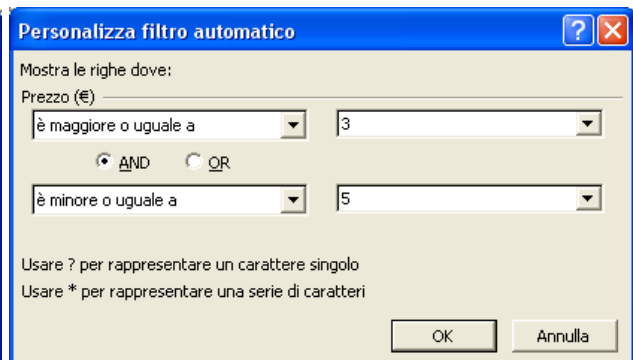 Personalizza filtro automatico
Mostra le righe dove:
Prezzo (€)
è maggiore o uguale a 3
AND OR
è minore o uguale a 5
Usare ? per rappresentare un carattere singolo
Usare * per rappresentare una serie di caratteri
OK Annulla